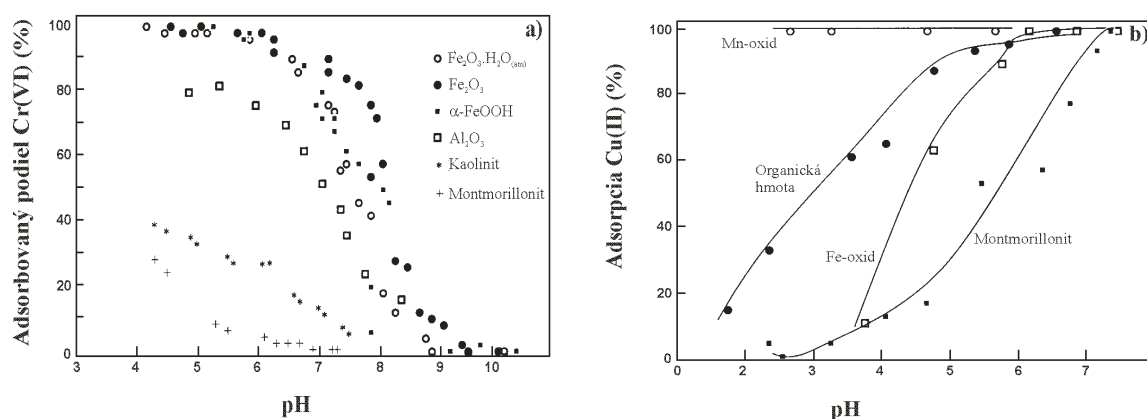 a)
Adsorbovaný podiel Cr(VI) (%)
100
80
60
40
20
0
3 4 5 6 7 8 9 10
pH
Fe₂O₃.H₂O(am)
Fe₂O₃
α-FeOOH
Al₂O₃
Kaolinit
Montmorillonit
b)
Adsorpcia Cu(II) (%)
100
80
60
40
20
0
0 2 4 5 6 7
pH
Mn-oxid
Organická
hmota
Fe-oxid
Montmorillonit